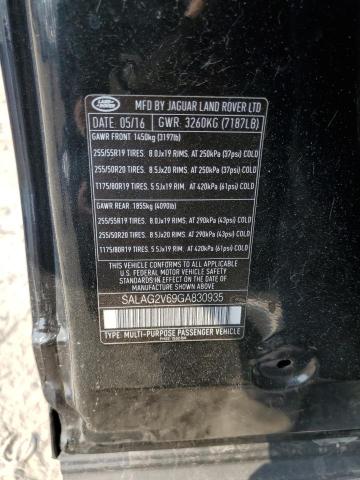 LAND-ROVER
MFD BY JAGUAR LAND ROVER LTD
DATE: 05/16 GWR: 3260KG (7187LB)
GAWR FRONT 1450kg (3197lb)
255/55R19 TIRES. 8.0Jx19 RIMS. AT 250kPa (37psi) COLD
255/50R20 TIRES. 8.5Jx20 RIMS. AT 250kPa (37psi) COLD
T175/80R19 TIRES. 5.5Jx19 RIM, AT 420kPa (61psi) COLD
GAWR REAR. 1855kg (4090lb)
255/55R19 TIRES. 8.0Jx19 RIMS. AT 290kPa (43psi) COLD
255/50R20 TIRES. 8.5Jx20 RIMS. AT 290kPa (43psi) COLD
T175/80R19 TIRES. 5.5Jx19 RIM. AT 420kPa (61psi) COLD
THIS VEHICLE CONFORMS TO ALL APPLICABLE
U.S. FEDERAL MOTOR VEHICLE SAFETY STANDARDS
IN EFFECT ON THE DATE OF MANUFACTURE SHOWN ABOVE
SALAG2V69GA830935
TYPE: MULTI-PURPOSE PASSENGER VEHICLE